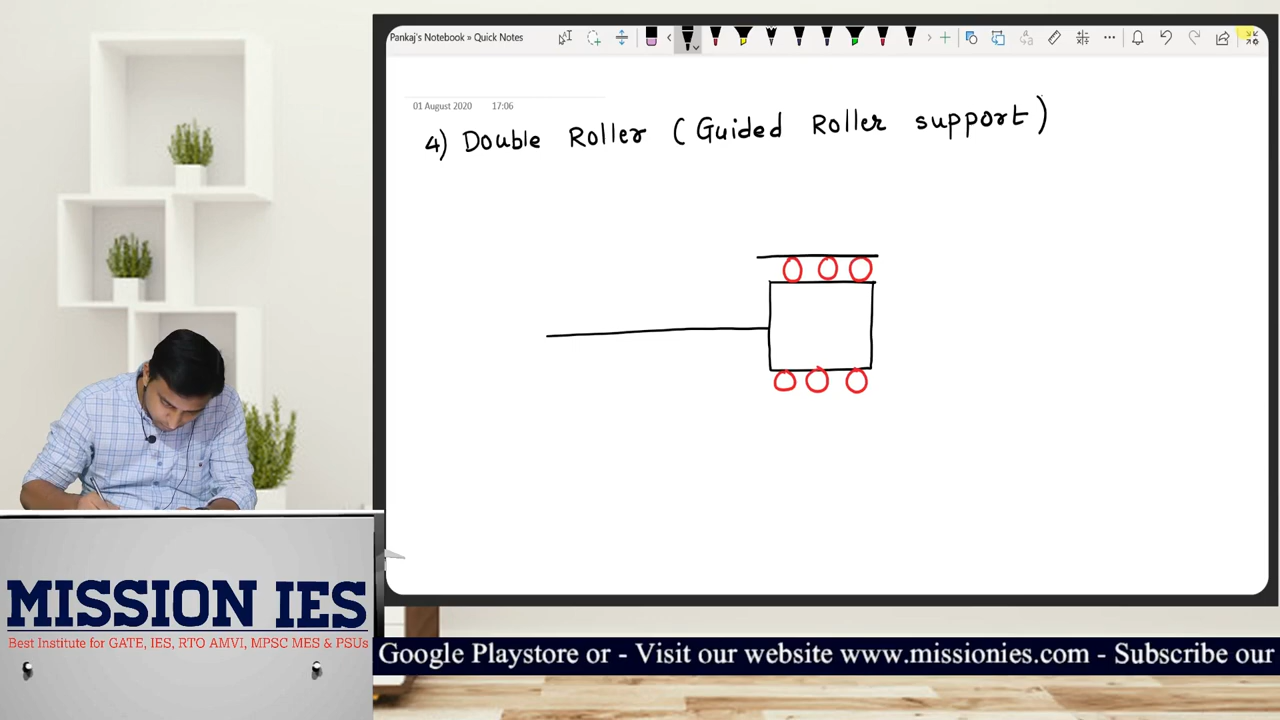 Pankaj's Notebook » Quick Notes
01 August 2020 17:06
4) Double Roller (Guided Roller support)
MISSION IES
Best Institute for GATE, IES, RTO AMVI, MPSC MES & PSUs
Google Playstore or - Visit our website www.missionies.com - Subscribe our